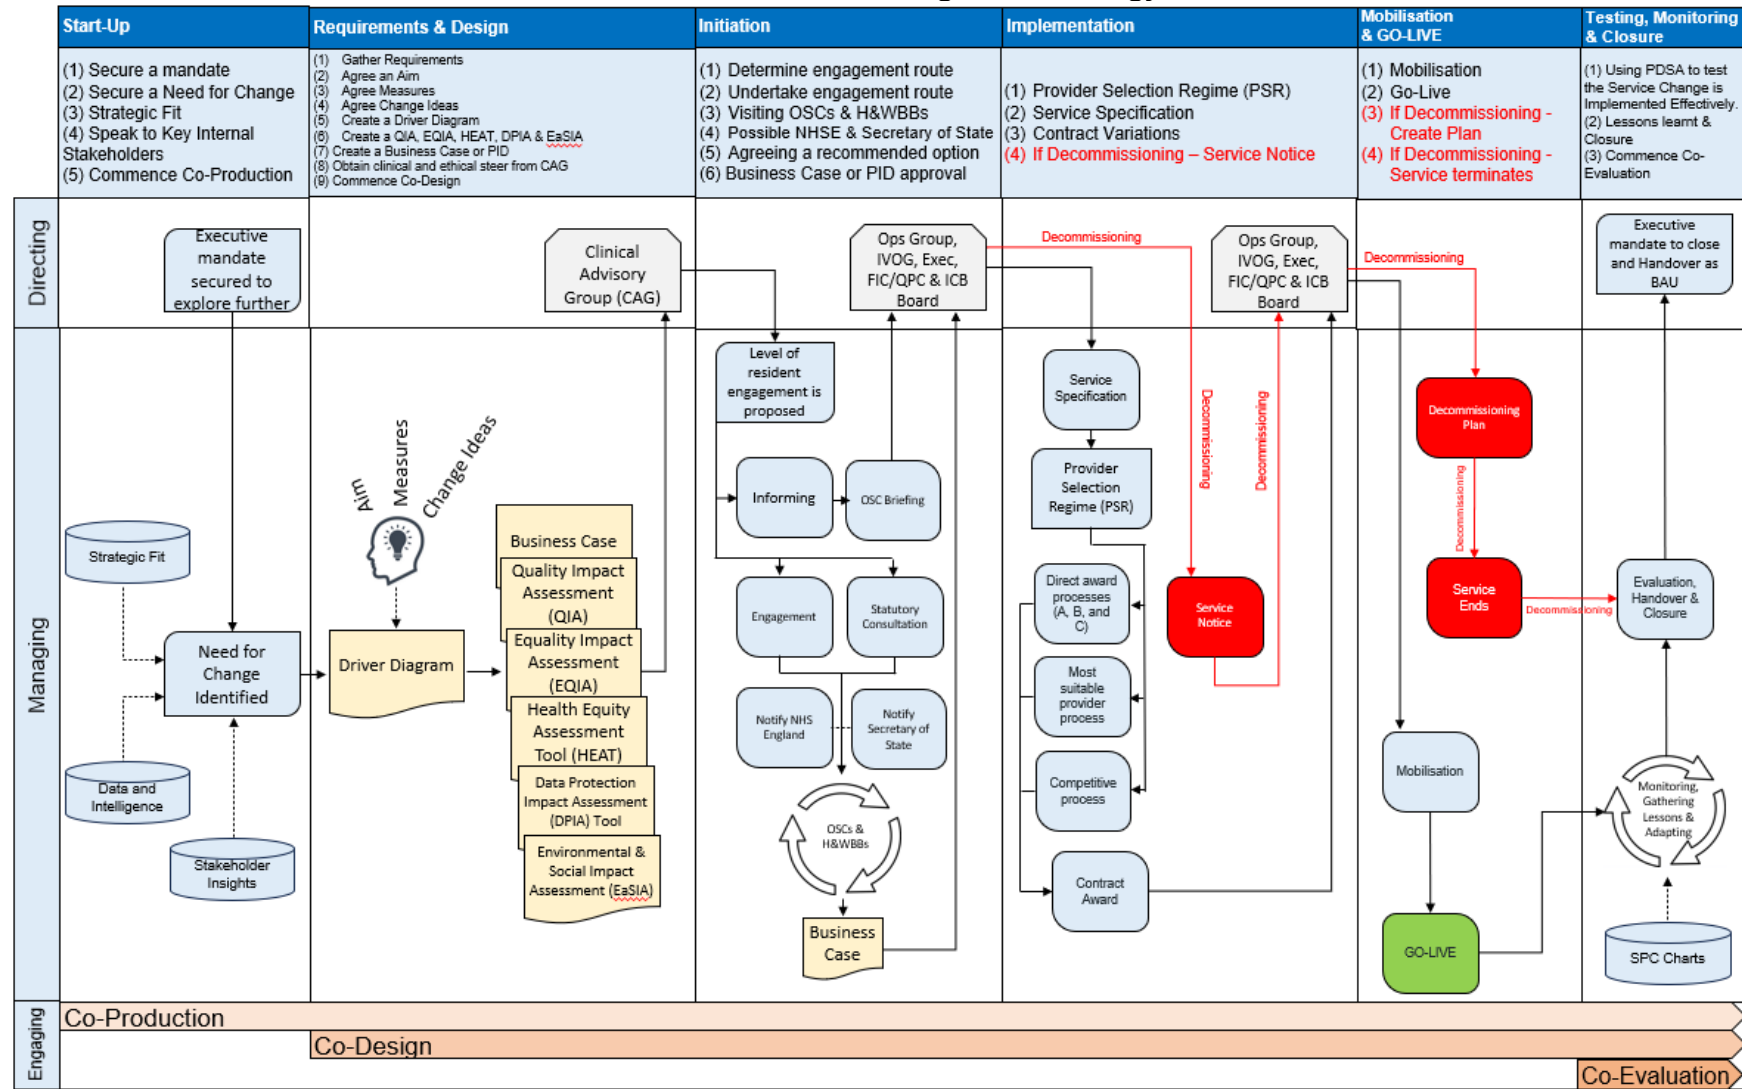 Start-Up
Requirements & Design
Initiation
Implementation
Mobilisation
& GO-LIVE
Testing, Monitoring
& Closure
(1) Secure a mandate
(2) Secure a Need for Change
(3) Strategic Fit
(4) Speak to Key Internal
Stakeholders
(5) Commence Co-Production
(1) Gather Requirements
(2) Agree an Aim
(3) Agree Measures
(4) Agree Change Ideas
(5) Create a Driver Diagram
(6) Create a QIA, EQIA, HEAT, DPIA & EaSIA
(7) Create a Business Case or PID
(8) Obtain clinical and ethical steer from CAG
(9) Commence Co-Design
(1) Determine engagement route
(2) Undertake engagement route
(3) Visiting OSCs & H&WBBs
(4) Possible NHSE & Secretary of State
(5) Agreeing a recommended option
(6) Business Case or PID approval
(1) Provider Selection Regime (PSR)
(2) Service Specification
(3) Contract Variations
(4) If Decommissioning – Service Notice
(1) Mobilisation
(2) Go-Live
(3) If Decommissioning -
Create Plan
(4) If Decommissioning -
Service terminates
(1) Using PDSA to test
the Service Change is
Implemented Effectively.
(2) Lessons learnt &
Closure
(3) Commence Co-
Evaluation
Directing
Executive
mandate
secured to
explore further
Clinical
Advisory
Group (CAG)
Ops Group,
IVOG, Exec,
FIC/QPC & ICB
Board
Decommissioning
Ops Group,
IVOG, Exec,
FIC/QPC & ICB
Board
Decommissioning
Executive
mandate to close
and Handover as
BAU
Managing
Strategic Fit
Need for
Change
Identified
Data and
Intelligence
Stakeholder
Insights
Aim
Measures
Change Ideas
Driver Diagram
Business Case
Quality Impact
Assessment
(QIA)
Equality Impact
Assessment
(EQIA)
Health Equity
Assessment
Tool (HEAT)
Data Protection
Impact Assessment
(DPIA) Tool
Environmental &
Social Impact
Assessment (EaSIA)
Level of
resident
engagement is
proposed
Informing
OSC Briefing
Engagement
Statutory
Consultation
Notify NHS
England
Notify
Secretary of
State
OSCs &
H&WBBs
Business
Case
Service
Specification
Provider
Selection
Regime (PSR)
Direct award
processes
(A, B, and
C)
Most
suitable
provider
process
Competitive
process
Contract
Award
Decommissioning
Service
Notice
Decommissioning
Decommissioning
Plan
Decommissioning
Service
Ends
Decommissioning
Mobilisation
GO-LIVE
Evaluation,
Handover &
Closure
Monitoring,
Gathering
Lessons &
Adapting
SPC Charts
Engaging
Co-Production
Co-Design
Co-Evaluation